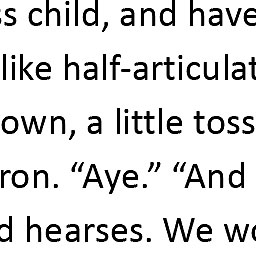 ss child, and have
like half-articulat
own, a little toss
ron. “Aye.” “And
d hearses. We wo